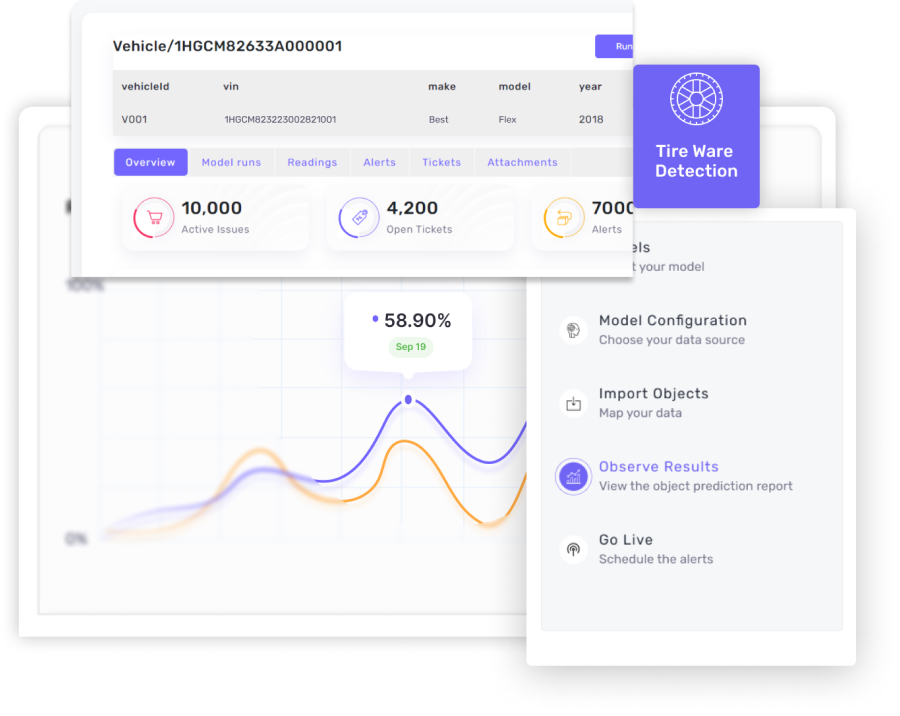 Vehicle/1HGCM82633A000001
Run
vehicleId vin make model year
V001 1HGCM823223002821001 Best Flex 2018
Overview Model runs Readings Alerts Tickets Attachments
10,000
Active Issues
4,200
Open Tickets
7000
Alerts
Tire Ware
Detection
els
t your model
Model Configuration
Choose your data source
Import Objects
Map your data
Observe Results
View the object prediction report
Go Live
Schedule the alerts
100%
58.90%
Sep 19
0%